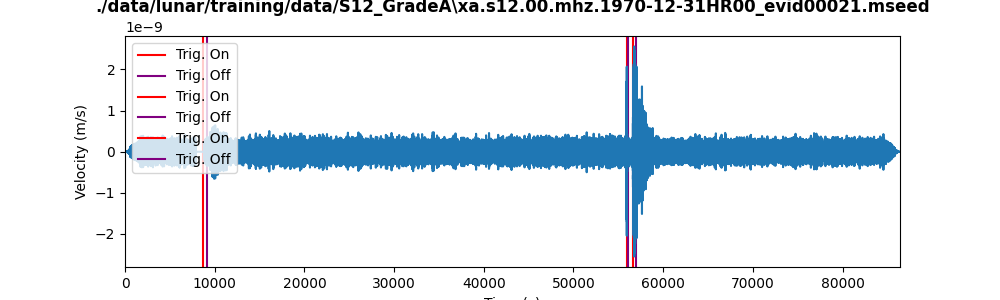 ./data/lunar/training/data/S12_GradeA\xa.s12.00.mhz.1970-12-31HR00_evid00021.mseed
1e−9
Trig. On
Trig. Off
Trig. On
Trig. Off
Trig. On
Trig. Off
Velocity (m/s)
2
1
0
−1
−2
0 10000 20000 30000 40000 50000 60000 70000 80000